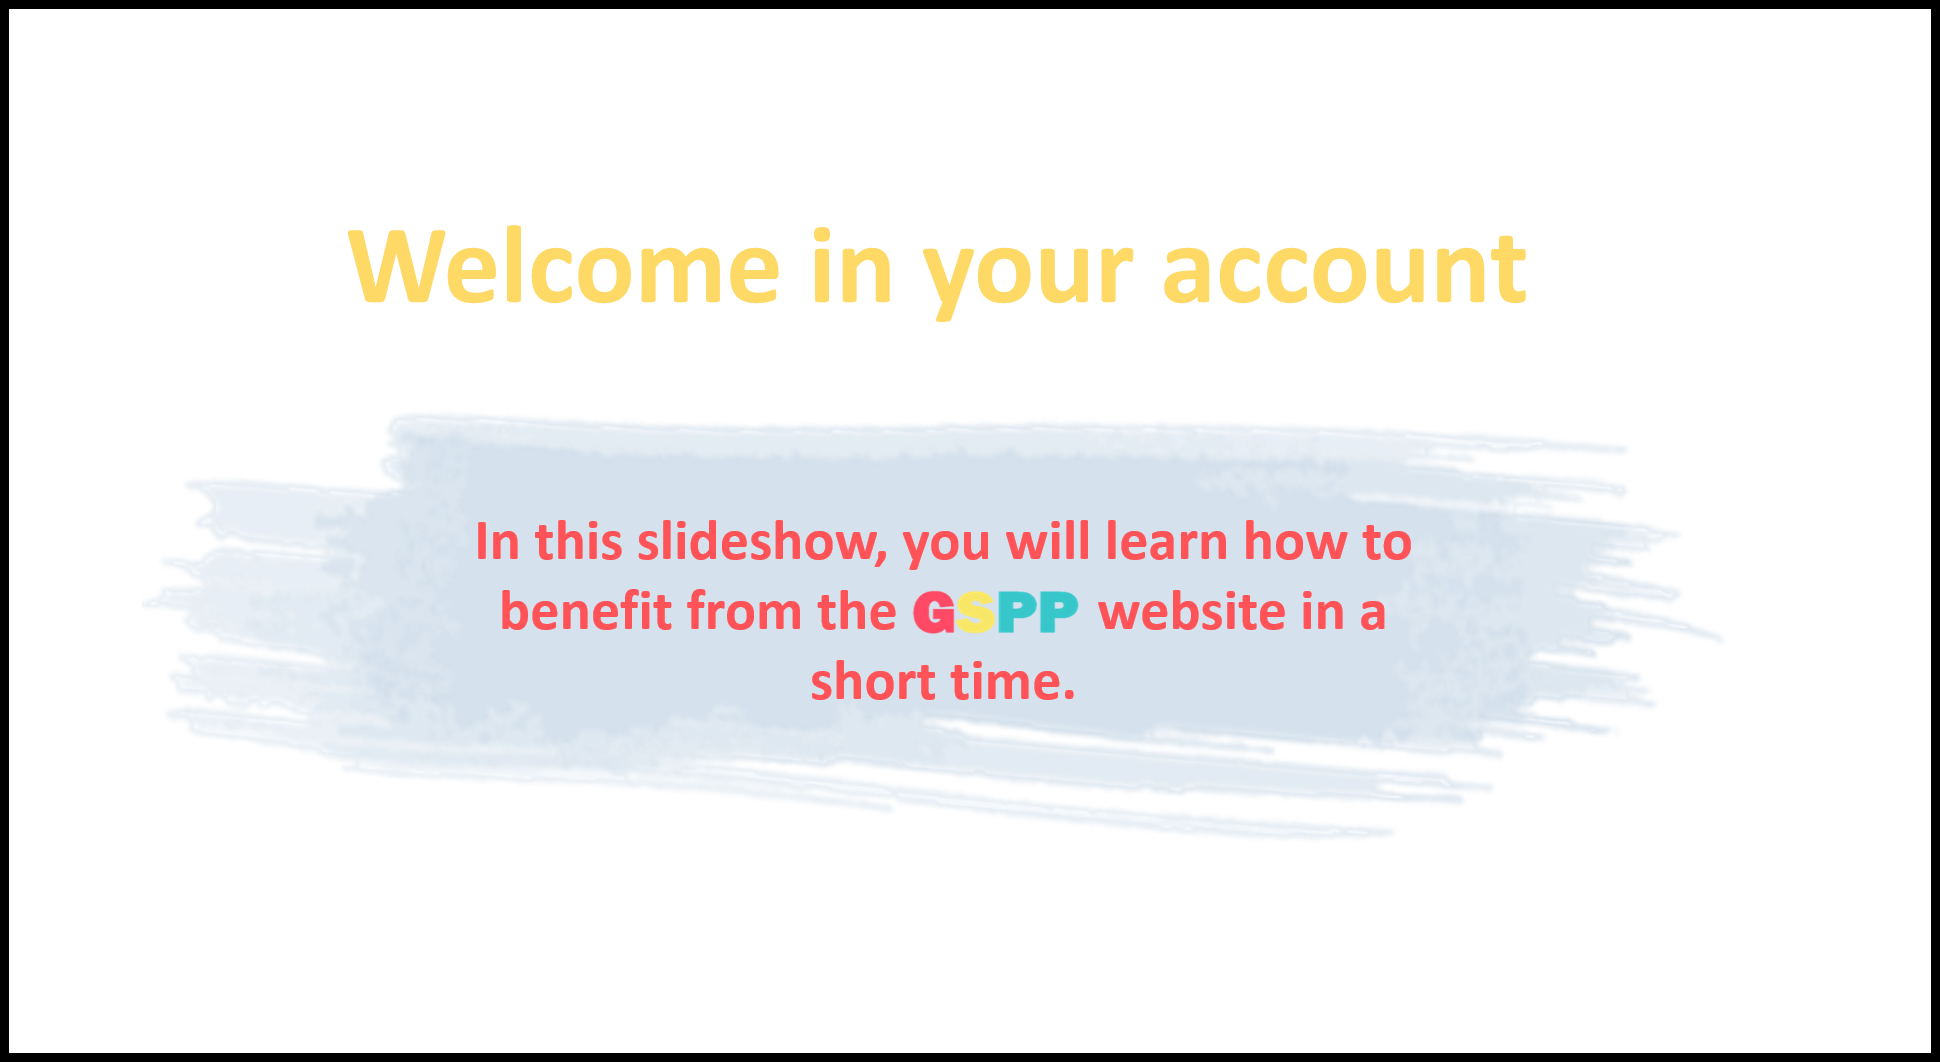 Welcome in your account
In this slideshow, you will learn how to
benefit from the GSPP website in a
short time.